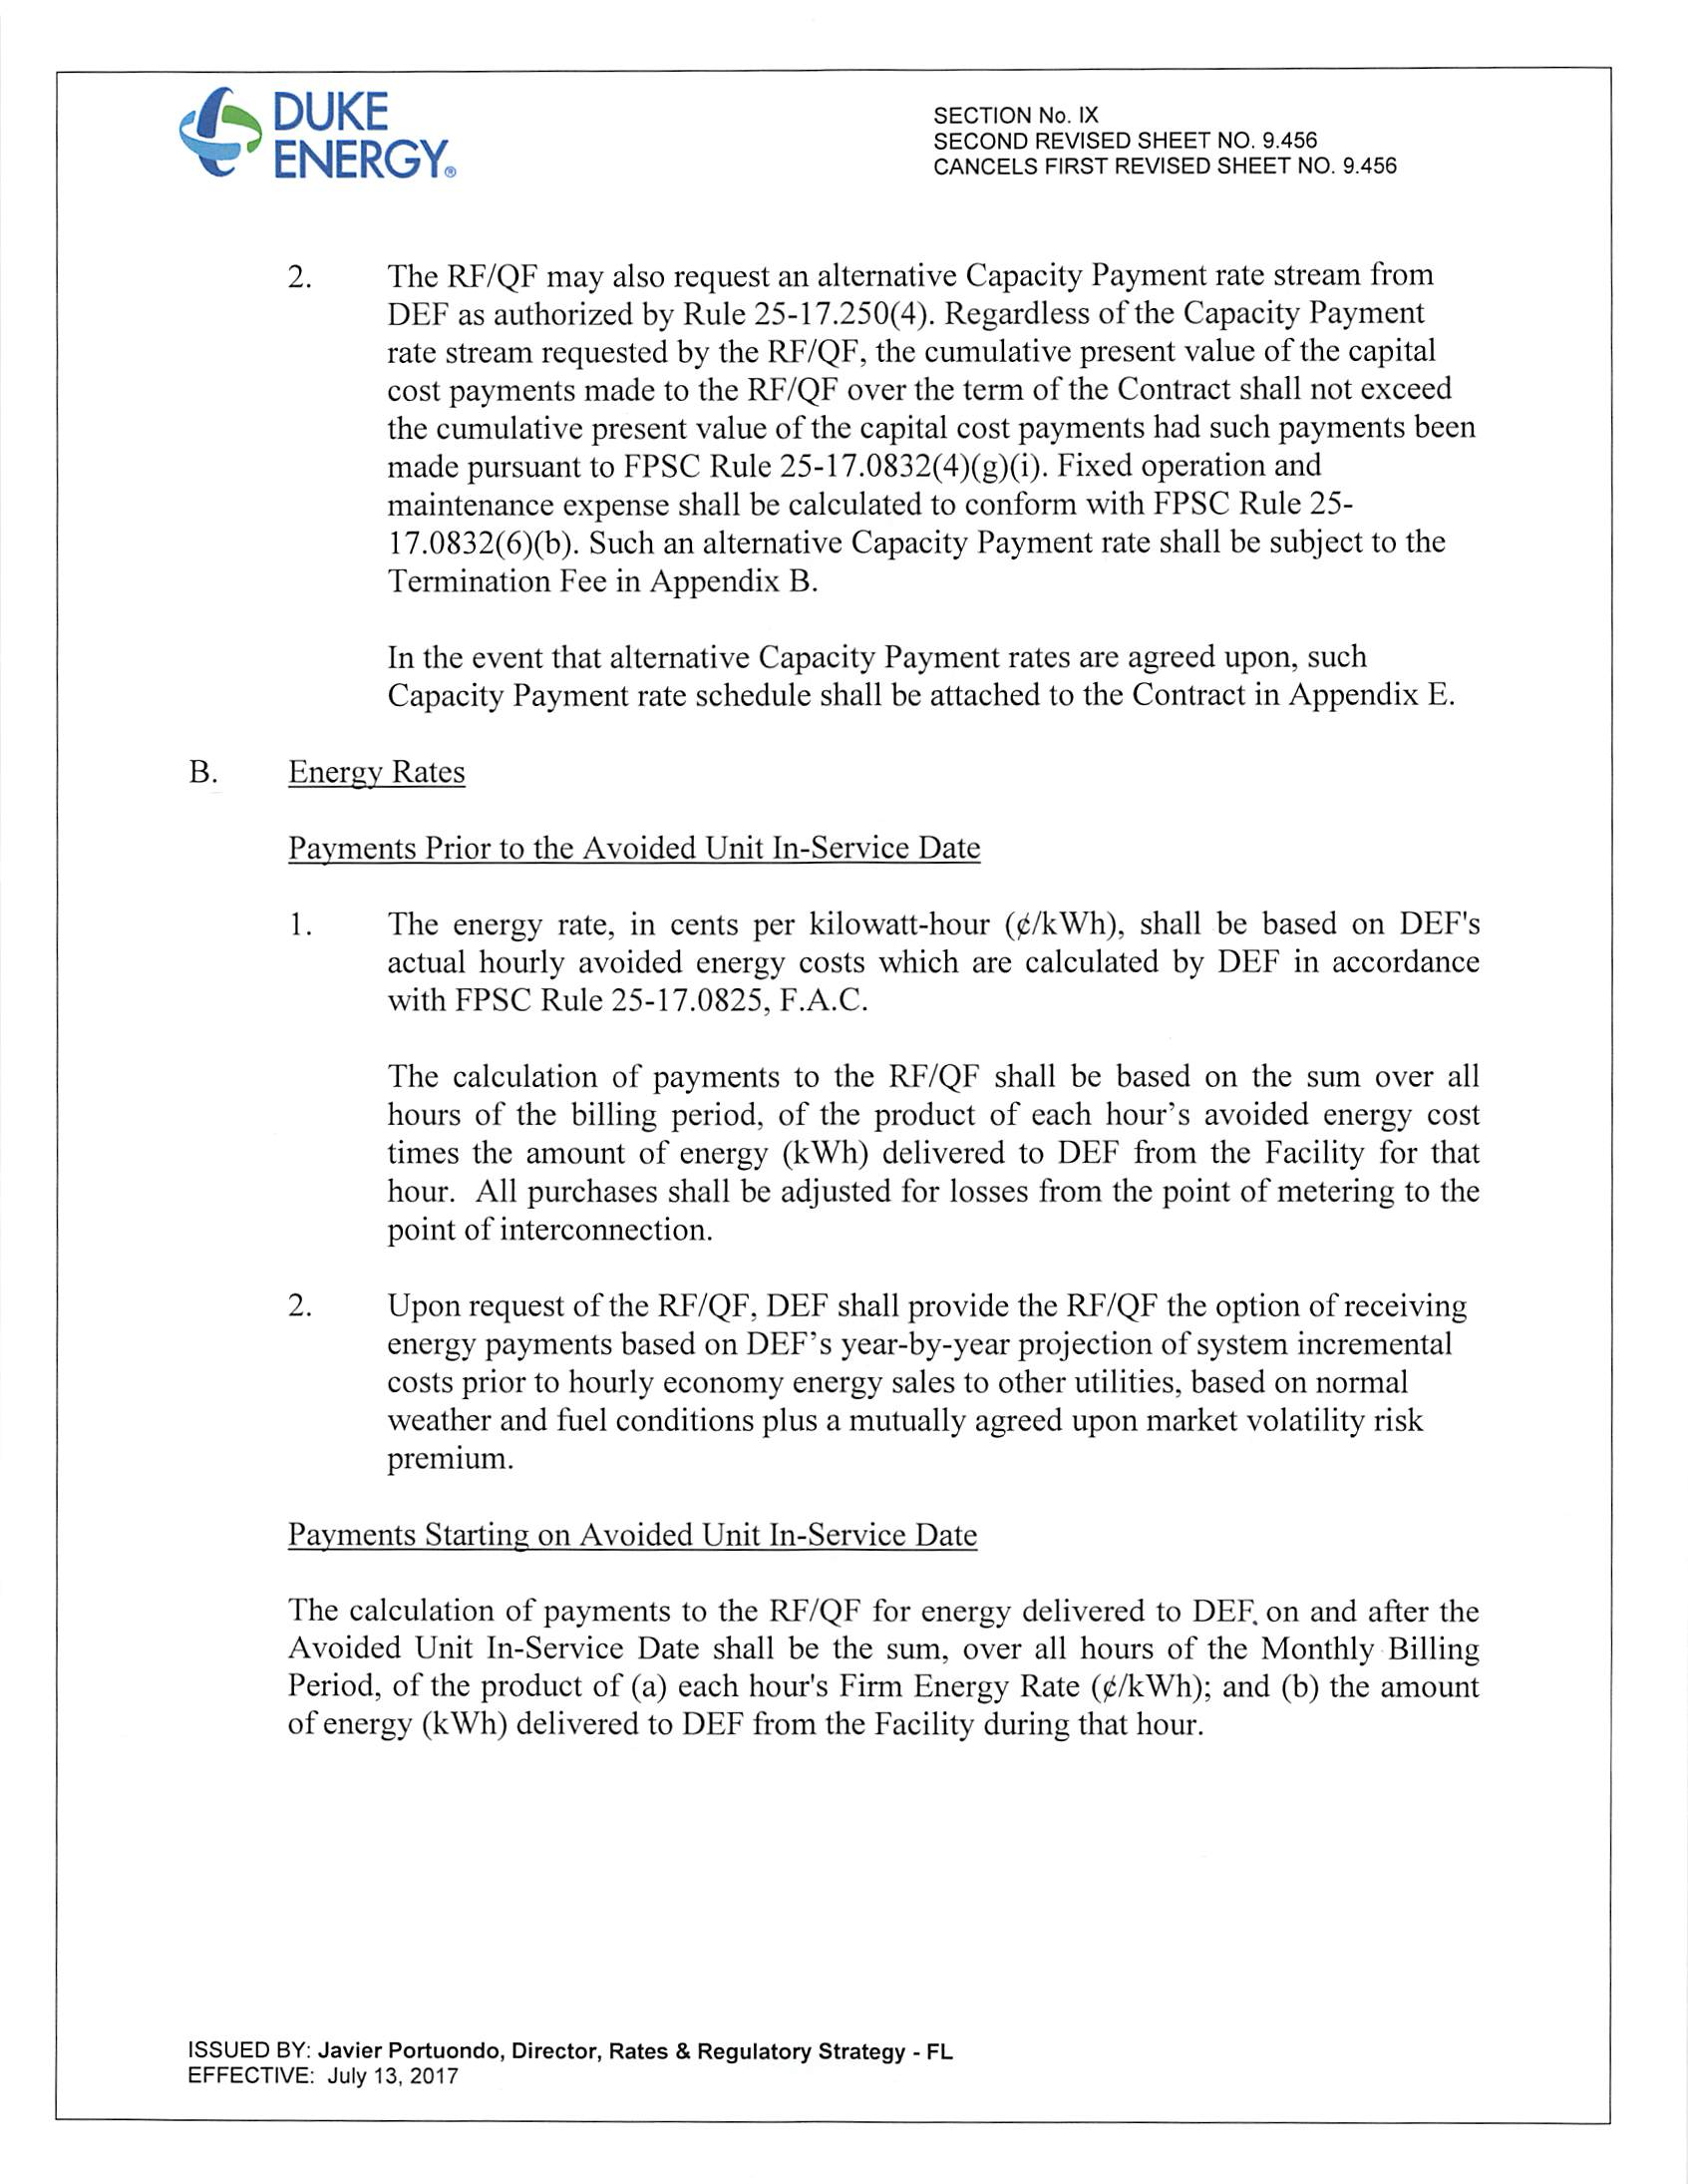 DUKE
ENERGY®
SECTION No. IX
SECOND REVISED SHEET NO. 9.456
CANCELS FIRST REVISED SHEET NO. 9.456
2. The RF/QF may also request an alternative Capacity Payment rate stream from
DEF as authorized by Rule 25-17.250(4). Regardless of the Capacity Payment
rate stream requested by the RF/QF, the cumulative present value of the capital
cost payments made to the RF/QF over the term of the Contract shall not exceed
the cumulative present value of the capital cost payments had such payments been
made pursuant to FPSC Rule 25-17.0832(4)(g)(i). Fixed operation and
maintenance expense shall be calculated to conform with FPSC Rule 25-
17.0832(6)(b). Such an alternative Capacity Payment rate shall be subject to the
Termination Fee in Appendix B.
In the event that alternative Capacity Payment rates are agreed upon, such
Capacity Payment rate schedule shall be attached to the Contract in Appendix E.
B. Energy Rates
Payments Prior to the Avoided Unit In-Service Date
1. The energy rate, in cents per kilowatt-hour (¢/kWh), shall be based on DEF's
actual hourly avoided energy costs which are calculated by DEF in accordance
with FPSC Rule 25-17.0825, F.A.C.
The calculation of payments to the RF/QF shall be based on the sum over all
hours of the billing period, of the product of each hour’s avoided energy cost
times the amount of energy (kWh) delivered to DEF from the Facility for that
hour. All purchases shall be adjusted for losses from the point of metering to the
point of interconnection.
2. Upon request of the RF/QF, DEF shall provide the RF/QF the option of receiving
energy payments based on DEF’s year-by-year projection of system incremental
costs prior to hourly economy energy sales to other utilities, based on normal
weather and fuel conditions plus a mutually agreed upon market volatility risk
premium.
Payments Starting on Avoided Unit In-Service Date
The calculation of payments to the RF/QF for energy delivered to DEF on and after the
Avoided Unit In-Service Date shall be the sum, over all hours of the Monthly Billing
Period, of the product of (a) each hour's Firm Energy Rate (¢/kWh); and (b) the amount
of energy (kWh) delivered to DEF from the Facility during that hour.
ISSUED BY: Javier Portuondo, Director, Rates & Regulatory Strategy - FL
EFFECTIVE: July 13, 2017